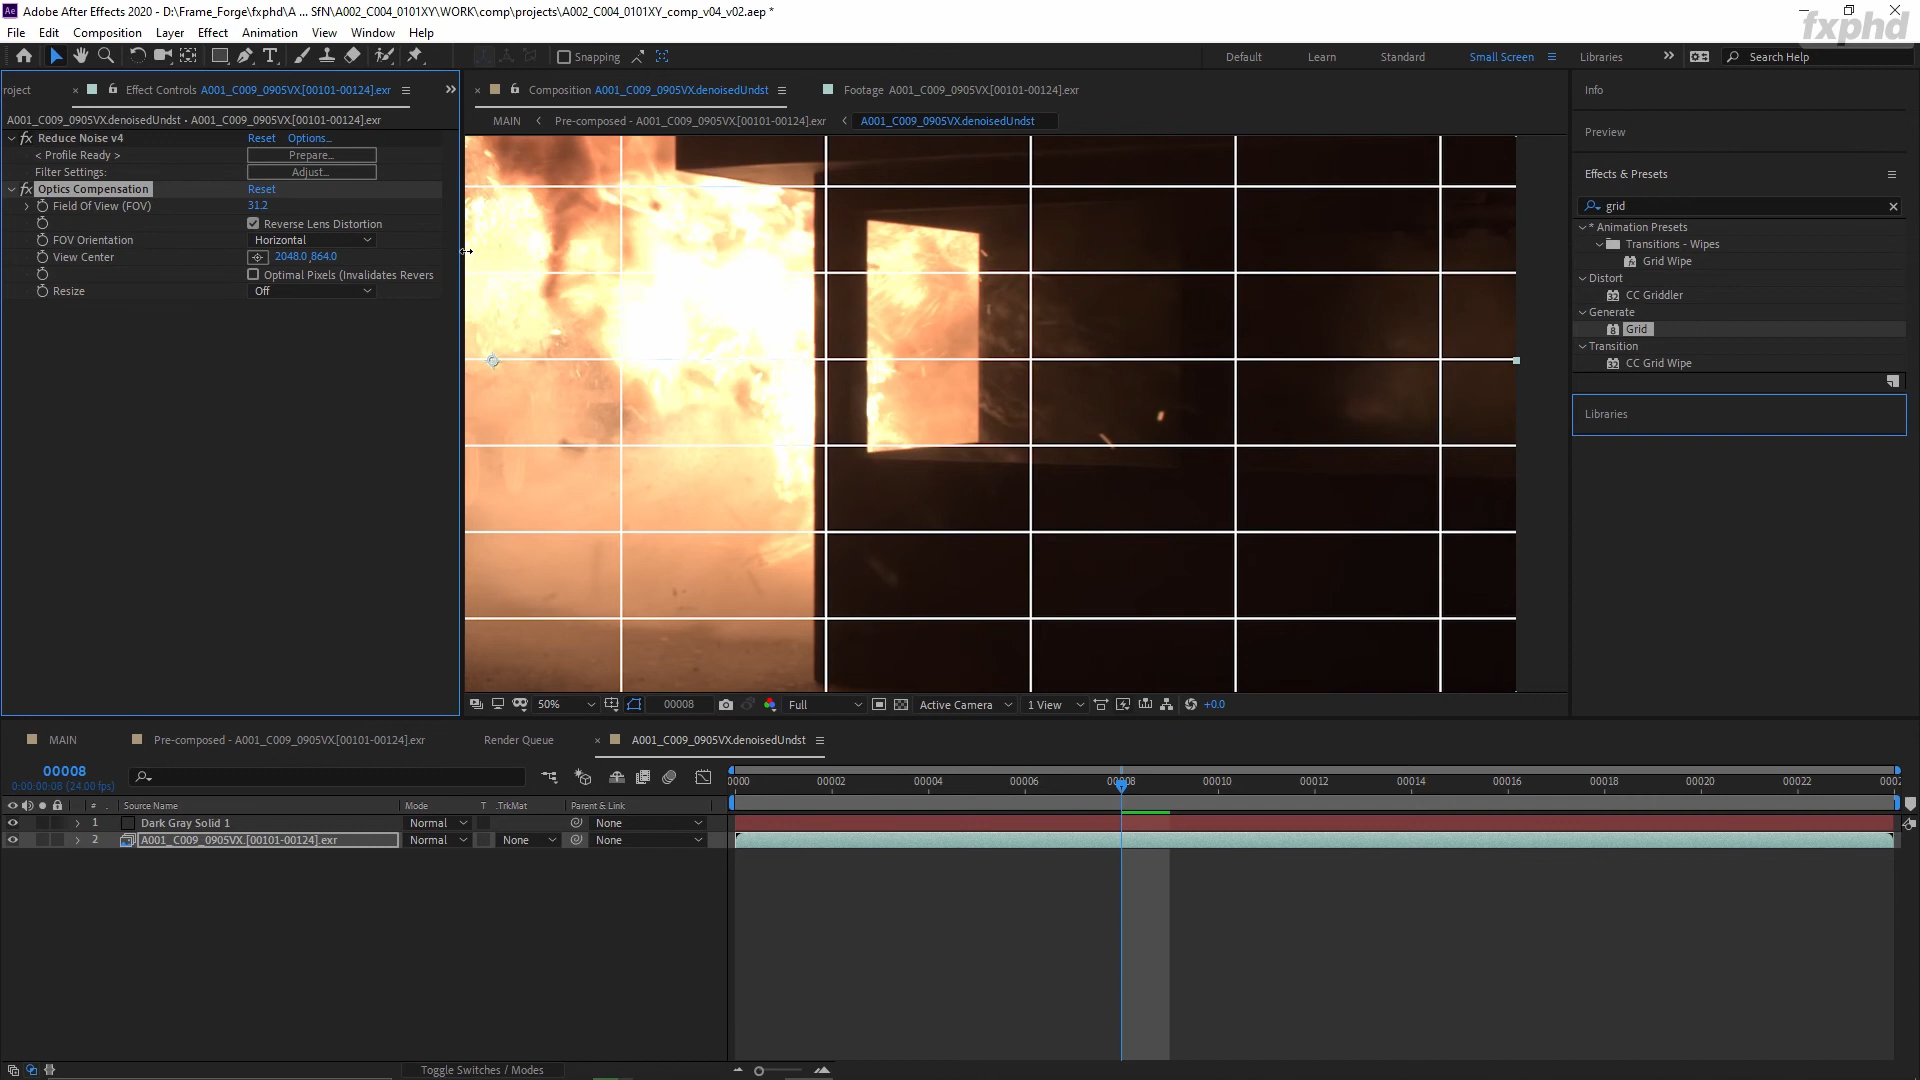 Ae Adobe After Effects 2020 - D:\Frame_Forge\fxphd\A ... SfN\A002_C004_0101XY\WORK\comp\projects\A002_C004_0101XY_comp_v04_v02.aep *
fxphd
File Edit Composition Layer Effect Animation View Window Help
Snapping
Default Learn Standard Small Screen Libraries Search Help
roject Effect Controls A001_C009_0905VX.[00101-00124].exr
Composition A001_C009_0905VX.denoisedUndst Footage A001_C009_0905VX.[00101-00124].exr
Info
A001_C009_0905VX.denoisedUndst • A001_C009_0905VX.[00101-00124].exr
MAIN Pre-composed - A001_C009_0905VX.[00101-00124].exr A001_C009_0905VX.denoisedUndst
Preview
fx Reduce Noise v4 Reset Options...
< Profile Ready > Prepare...
Filter Settings: Adjust...
fx Optics Compensation Reset
Field Of View (FOV) 31.2
Reverse Lens Distortion
FOV Orientation Horizontal
View Center 2048.0,864.0
Optimal Pixels (Invalidates Revers
Resize Off
Effects & Presets
grid
* Animation Presets
Transitions - Wipes
Grid Wipe
Distort
32 CC Griddler
Generate
8 Grid
Transition
32 CC Grid Wipe
Libraries
50% 00008 Full Active Camera 1 View +0.0
MAIN Pre-composed - A001_C009_0905VX.[00101-00124].exr Render Queue A001_C009_0905VX.denoisedUndst
00008
0:00:00:08 (24.00 fps)
0000 00002 00004 00006 00008 00010 00012 00014 00016 00018 00020 00022 0002
# . Source Name Mode T .TrkMat Parent & Link
1 Dark Gray Solid 1 Normal None
2 A001_C009_0905VX.[00101-00124].exr Normal None None
Toggle Switches / Modes